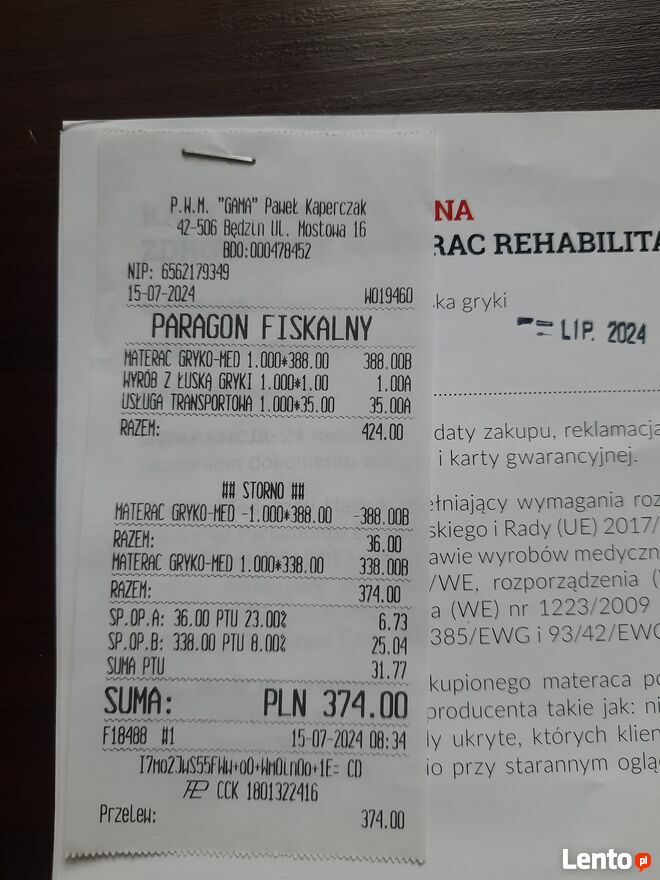 P.W.M. "GAMA" Paweł Kaperczak
42-506 Będzin Ul. Mostowa 16
BDO:000478452
NIP: 6562179349
15-07-2024 W019460
PARAGON FISKALNY
MATERAC GRYKO-MED 1.000*388.00 388.00B
WYRÓB Z ŁUSKĄ GRYKI 1.000*1.00 1.00A
USŁUGA TRANSPORTOWA 1.000*35.00 35.00A
RAZEM: 424.00
## STORNO ##
MATERAC GRYKO-MED -1.000*388.00 -388.00B
RAZEM: 36.00
MATERAC GRYKO-MED 1.000*338.00 338.00B
RAZEM: 374.00
SP.OP.A: 36.00 PTU 23.00% 6.73
SP.OP.B: 338.00 PTU 8.00% 25.04
SUMA PTU 31.77
SUMA: PLN 374.00
F18488 #1 15-07-2024 08:34
CCK 1801322416
Przelew: 374.00
NA
RAC REHABILITA
ka gryki
LIP. 2024
daty zakupu, reklamacja
i karty gwarancyjnej.
ełniający wymagania roz
skiego i Rady (UE) 2017/
awie wyrobów medyczn
/WE, rozporządzenia (
a (WE) nr 1223/2009
385/EWG i 93/42/EWG
kupionego materaca po
producenta takie jak: ni
ły ukryte, których klien
io przy starannym oglą
Lento.pl